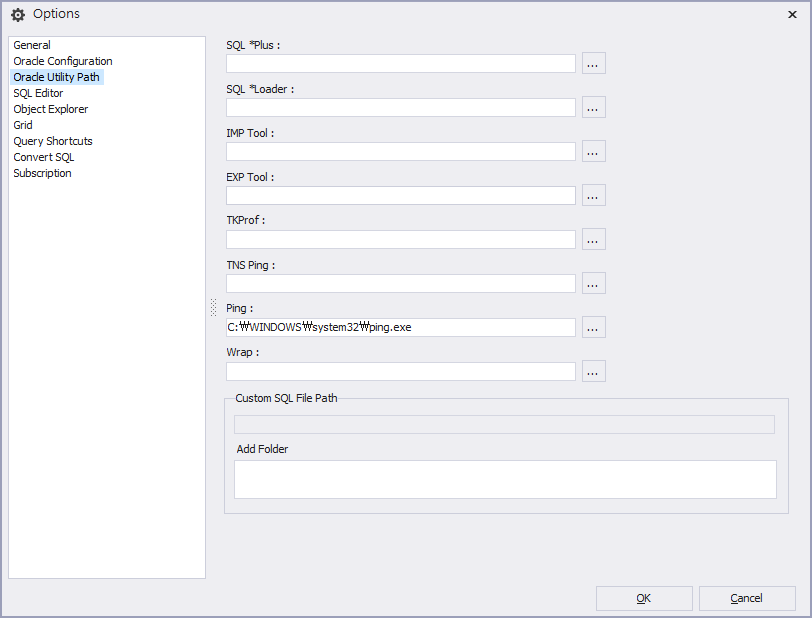 Options
General
Oracle Configuration
Oracle Utility Path
SQL Editor
Object Explorer
Grid
Query Shortcuts
Convert SQL
Subscription
SQL *Plus :
...
SQL *Loader :
...
IMP Tool :
...
EXP Tool :
...
TKProf :
...
TNS Ping :
...
Ping :
C:₩WINDOWS₩system32₩ping.exe
...
Wrap :
...
Custom SQL File Path
Add Folder
OK
Cancel